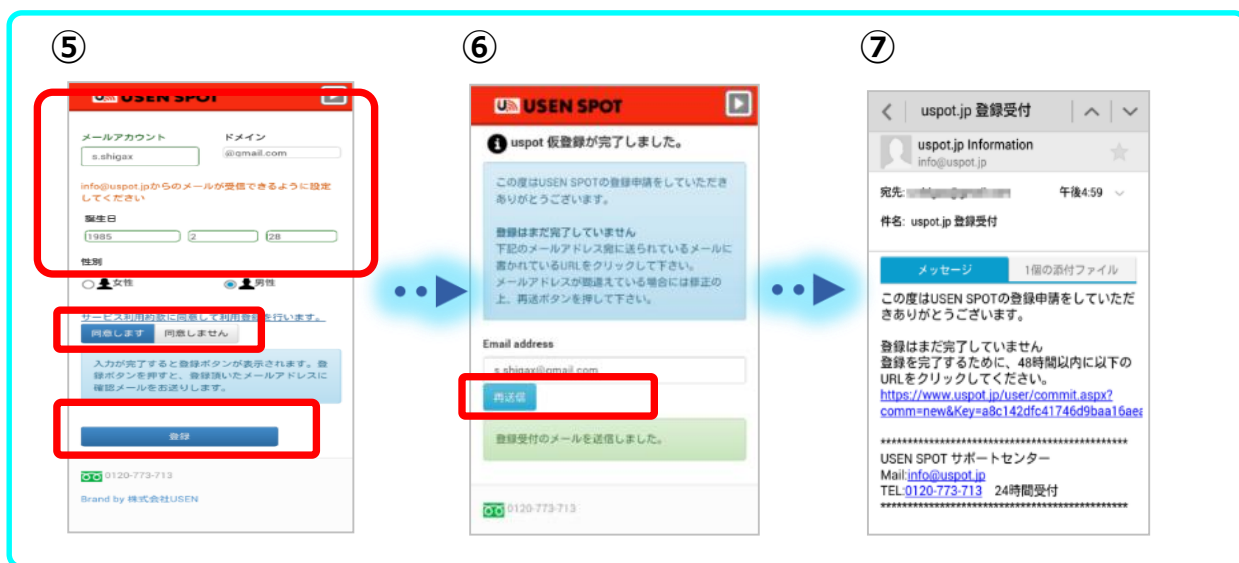 ⑤
USEN SPOT
メールアカウント
ドメイン
s.shigax
@gmail.com
info@uspot.jpからのメールが受信できるように設定
してください
誕生日
1985
2
28
性別
女性
男性
サービス利用約款に同意して利用登録を行います。
同意します
同意しません
入力が完了すると登録ボタンが表示されます。登
録ボタンを押すと、登録頂いたメールアドレスに
確認メールをお送りします。
登録
0120-773-713
Brand by 株式会社USEN
⑥
USEN SPOT
uspot 仮登録が完了しました。
この度はUSEN SPOTの登録申請をしていただき
ありがとうございます。
登録はまだ完了していません
下記のメールアドレス宛に送られているメールに
書かれているURLをクリックして下さい。
メールアドレスが間違えている場合には修正の
上、再送ボタンを押して下さい。
Email address
s.shigax@gmail.com
再送信
登録受付のメールを送信しました。
0120-773-713
⑦
uspot.jp 登録受付
uspot.jp Information
info@uspot.jp
宛先:
午後4:59
件名: uspot.jp 登録受付
メッセージ
1個の添付ファイル
この度はUSEN SPOTの登録申請をしていただ
きありがとうございます。
登録はまだ完了していません
登録を完了するために、48時間以内に以下の
URLをクリックしてください。
https://www.uspot.jp/user/commit.aspx?
comm=new&Key=a8c142dfc41746d9baa16aea
***********************************************
USEN SPOT サポートセンター
Mail:info@uspot.jp
TEL:0120-773-713 24時間受付
***********************************************